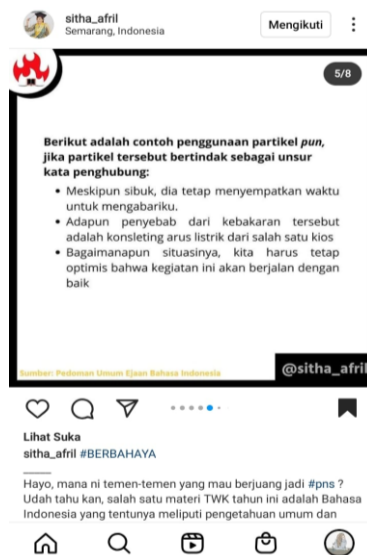 sitha_afril
Semarang, Indonesia
Mengikuti
5/8
Berikut adalah contoh penggunaan partikel pun,
jika partikel tersebut bertindak sebagai unsur
kata penghubung:
• Meskipun sibuk, dia tetap menyempatkan waktu
untuk mengabariku.
• Adapun penyebab dari kebakaran tersebut
adalah konsleting arus listrik dari salah satu kios
• Bagaimanapun situasinya, kita harus tetap
optimis bahwa kegiatan ini akan berjalan dengan
baik
Sumber: Pedoman Umum Ejaan Bahasa Indonesia
@sitha_afril
Lihat Suka
sitha_afril #BERBAHAYA
_____
Hayo, mana ni temen-temen yang mau berjuang jadi #pns ?
Udah tahu kan, salah satu materi TWK tahun ini adalah Bahasa
Indonesia yang tentunya meliputi pengetahuan umum dan